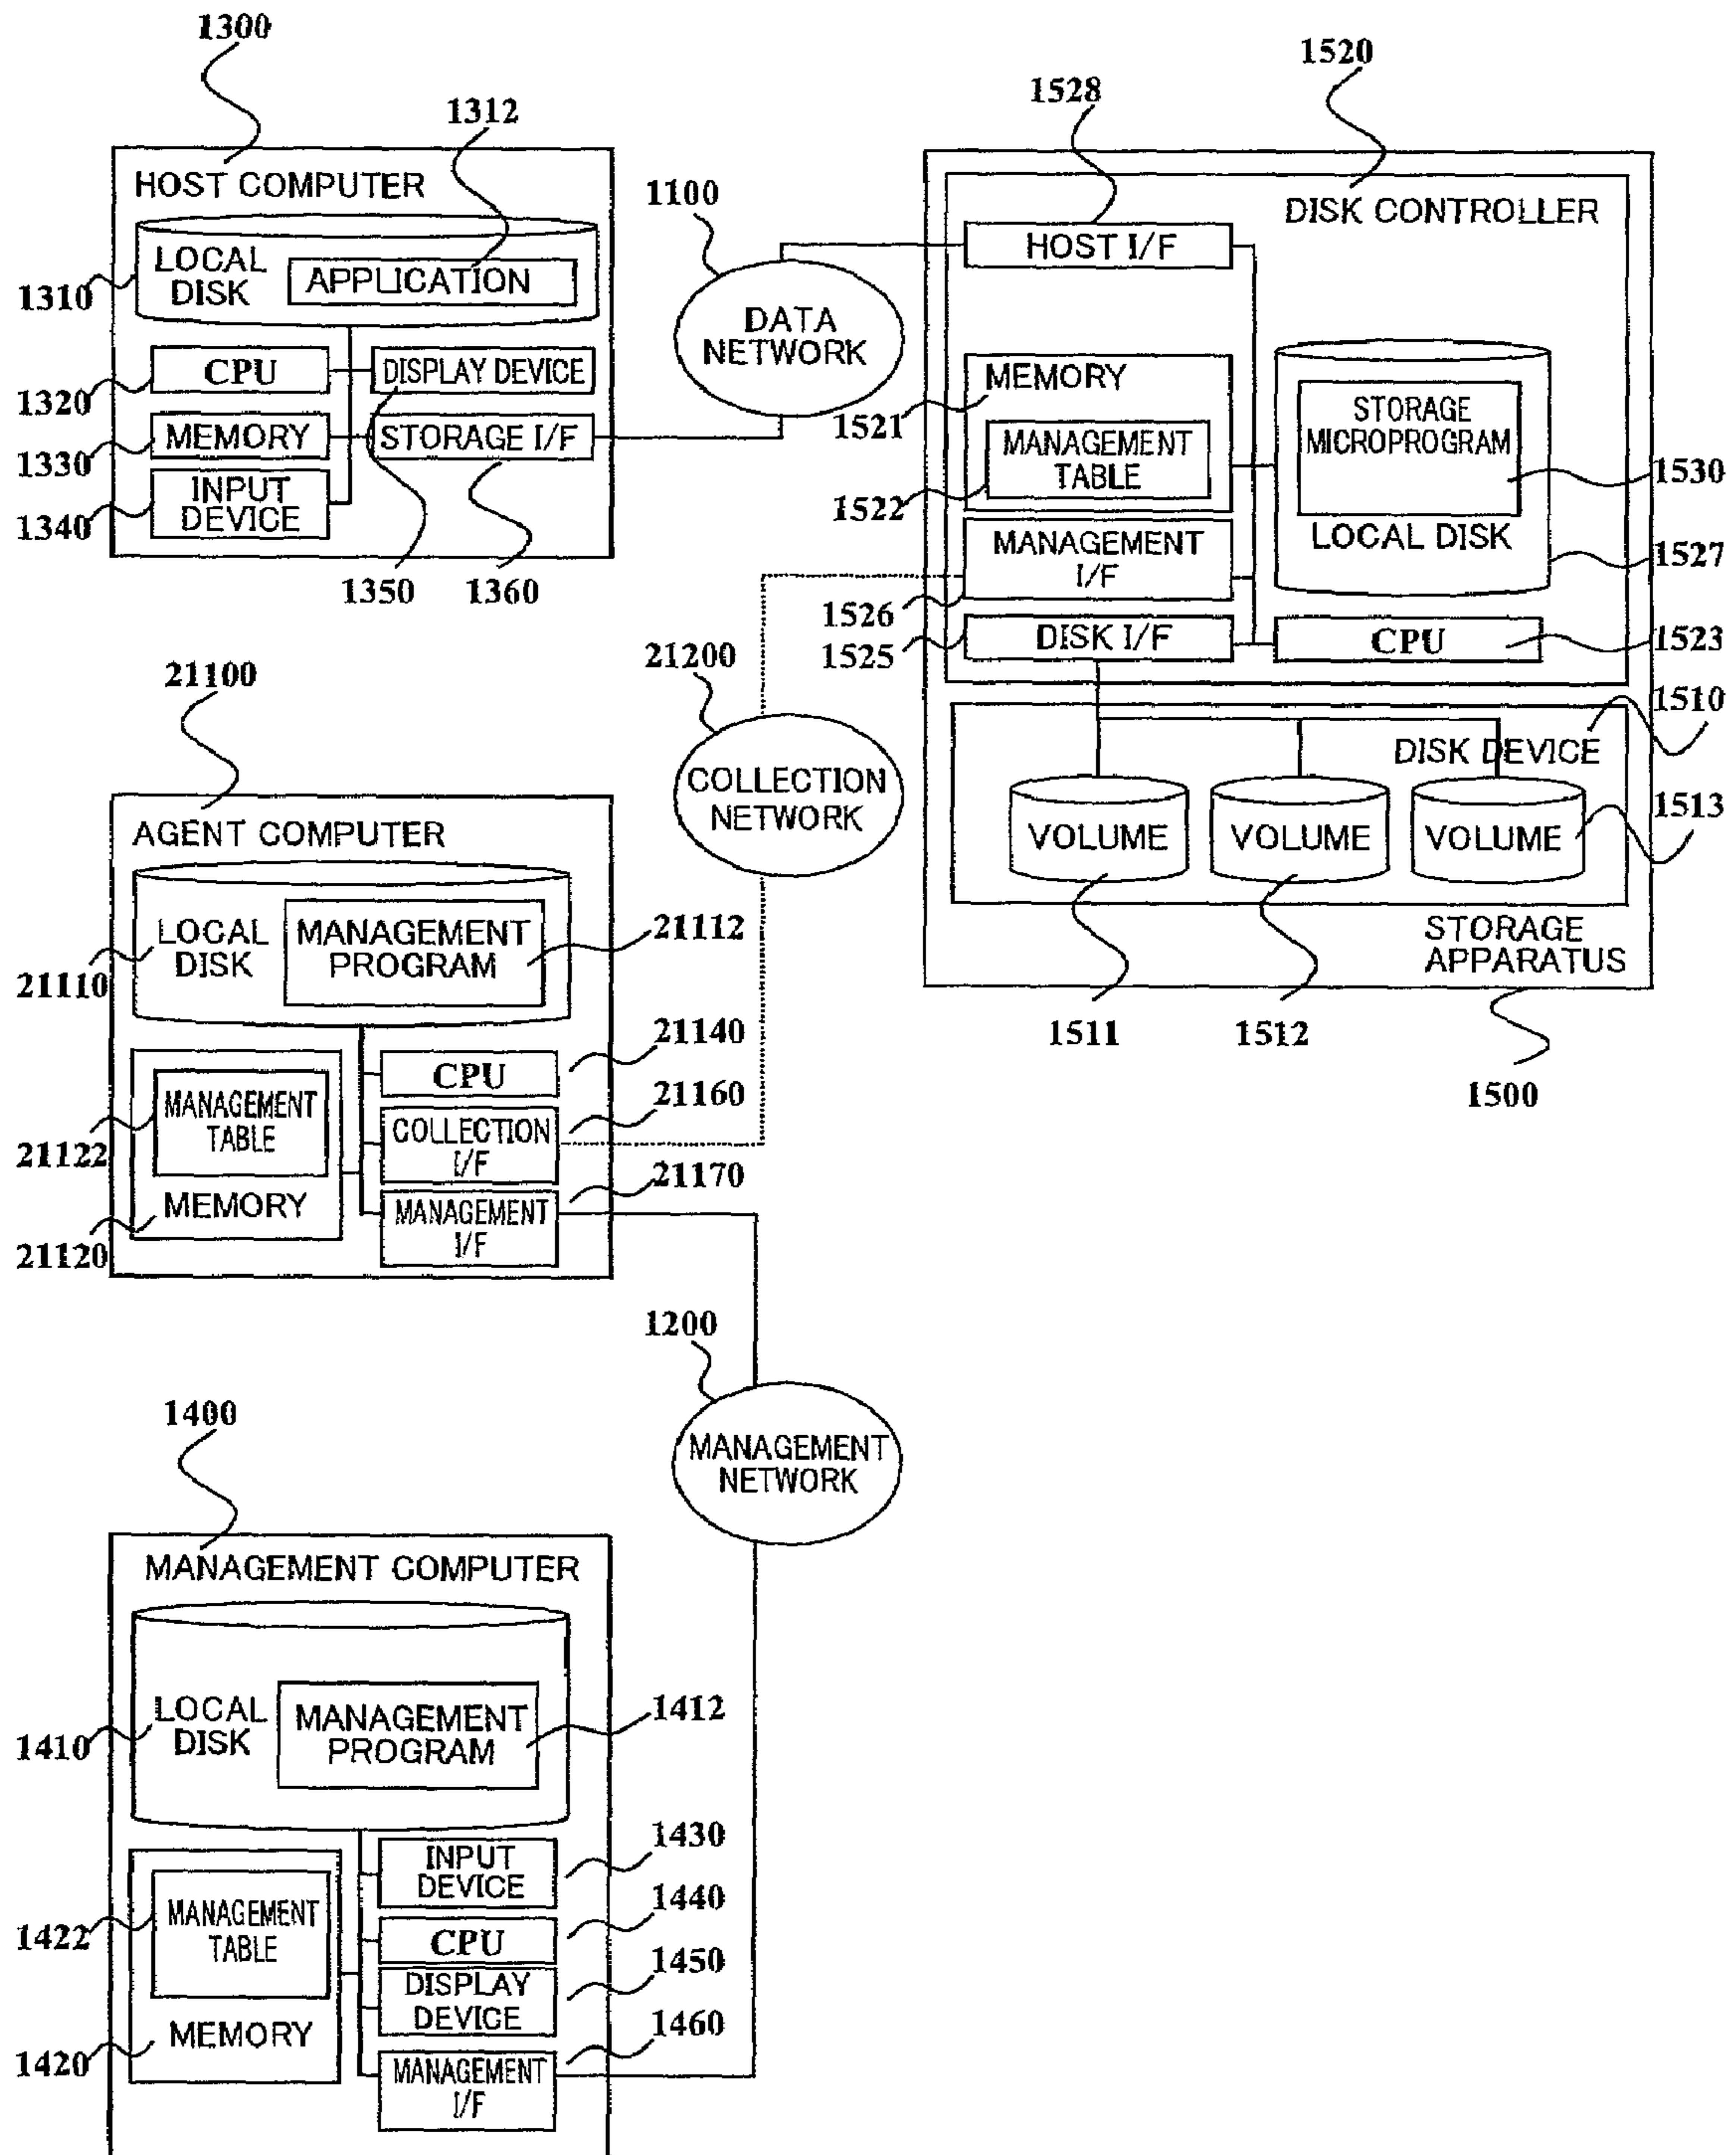 1300
1312
HOST COMPUTER
LOCAL
DISK
APPLICATION
1310
CPU
DISPLAY DEVICE
1320
MEMORY
STORAGE I/F
1330
INPUT
DEVICE
1340
1350
1360
1100
DATA
NETWORK
1520
1528
DISK CONTROLLER
HOST I/F
MEMORY
1521
MANAGEMENT
TABLE
1522
STORAGE
MICROPROGRAM
1530
LOCAL DISK
1527
MANAGEMENT
I/F
1526
DISK I/F
1525
CPU
1523
1510
DISK DEVICE
VOLUME
VOLUME
VOLUME
1513
STORAGE
APPARATUS
1511
1512
1500
21200
COLLECTION
NETWORK
21100
AGENT COMPUTER
LOCAL
DISK
MANAGEMENT
PROGRAM
21112
21110
21140
CPU
21160
MANAGEMENT
TABLE
COLLECTION
I/F
21122
21170
MEMORY
MANAGEMENT
I/F
21120
1200
MANAGEMENT
NETWORK
1400
MANAGEMENT COMPUTER
LOCAL
DISK
MANAGEMENT
PROGRAM
1412
1410
1430
INPUT
DEVICE
1440
MANAGEMENT
TABLE
1422
CPU
1450
DISPLAY
DEVICE
1460
MEMORY
1420
MANAGEMENT
I/F